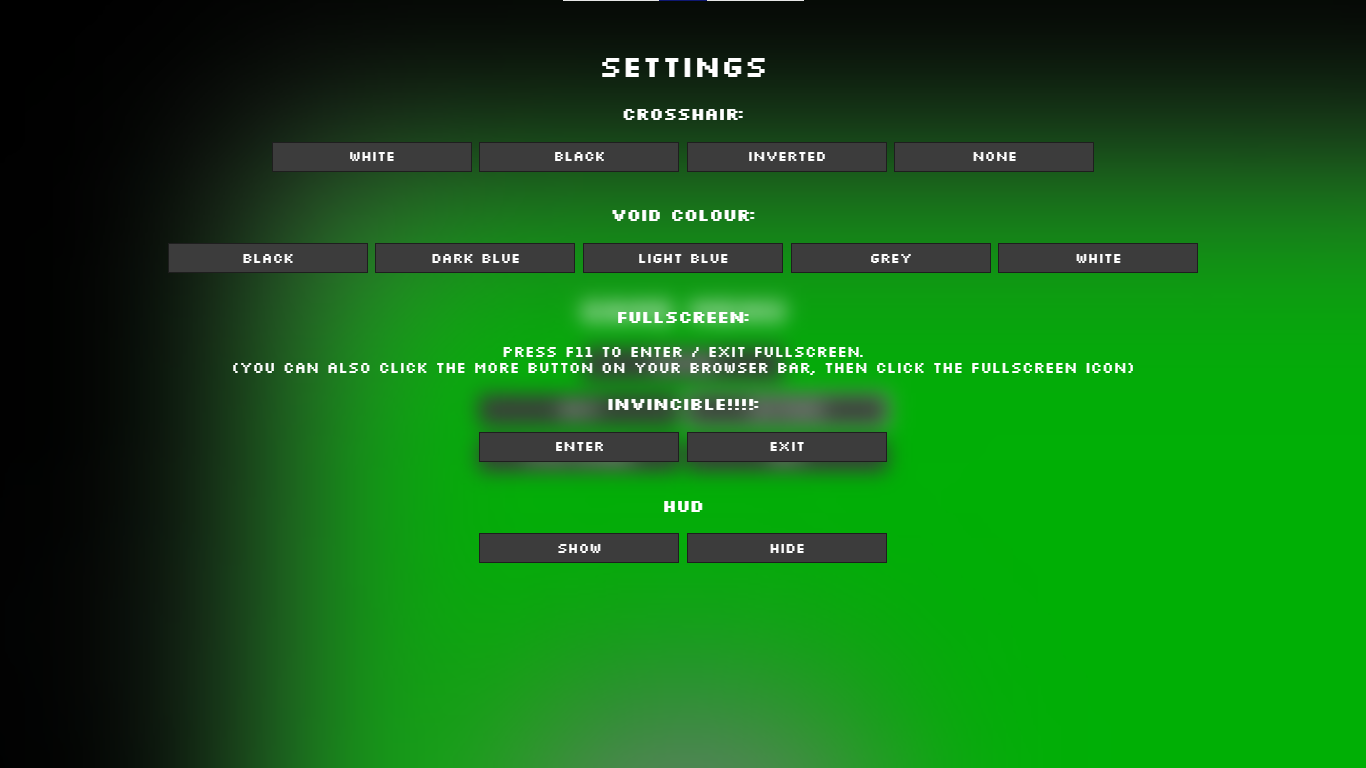 SETTINGS
CROSSHAIR:
WHITE BLACK INVERTED NONE
VOID COLOUR:
BLACK DARK BLUE LIGHT BLUE GREY WHITE
FULLSCREEN:
PRESS F11 TO ENTER / EXIT FULLSCREEN.
(YOU CAN ALSO CLICK THE MORE BUTTON ON YOUR BROWSER BAR, THEN CLICK THE FULLSCREEN ICON)
INVINCIBLE!!!!:
ENTER EXIT
HUD
SHOW HIDE